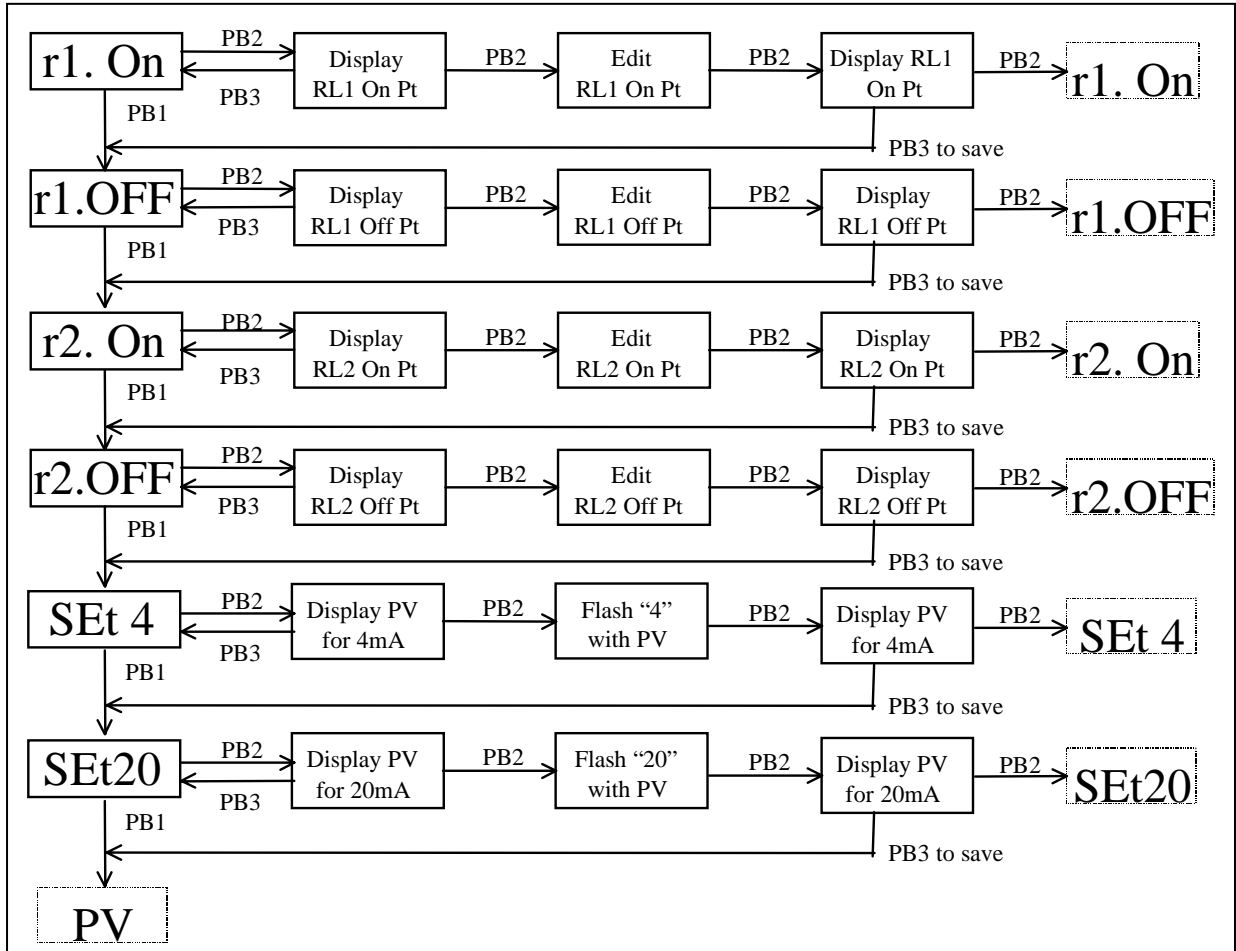 r1. On
PB2
PB3
PB1
Display
RL1 On Pt
PB2
Edit
RL1 On Pt
PB2
Display RL1
On Pt
PB2
r1. On
PB3 to save
r1.OFF
PB2
PB3
PB1
Display
RL1 Off Pt
PB2
Edit
RL1 Off Pt
PB2
Display
RL1 Off Pt
PB2
r1.OFF
PB3 to save
r2. On
PB2
PB3
PB1
Display
RL2 On Pt
PB2
Edit
RL2 On Pt
PB2
Display
RL2 On Pt
PB2
r2. On
PB3 to save
r2.OFF
PB2
PB3
PB1
Display
RL2 Off Pt
PB2
Edit
RL2 Off Pt
PB2
Display
RL2 Off Pt
PB2
r2.OFF
PB3 to save
SEt 4
PB2
PB3
PB1
Display PV
for 4mA
PB2
Flash “4”
with PV
PB2
Display PV
for 4mA
PB2
SEt 4
PB3 to save
SEt20
PB2
PB3
PB1
Display PV
for 20mA
PB2
Flash “20”
with PV
PB2
Display PV
for 20mA
PB2
SEt20
PB3 to save
PV